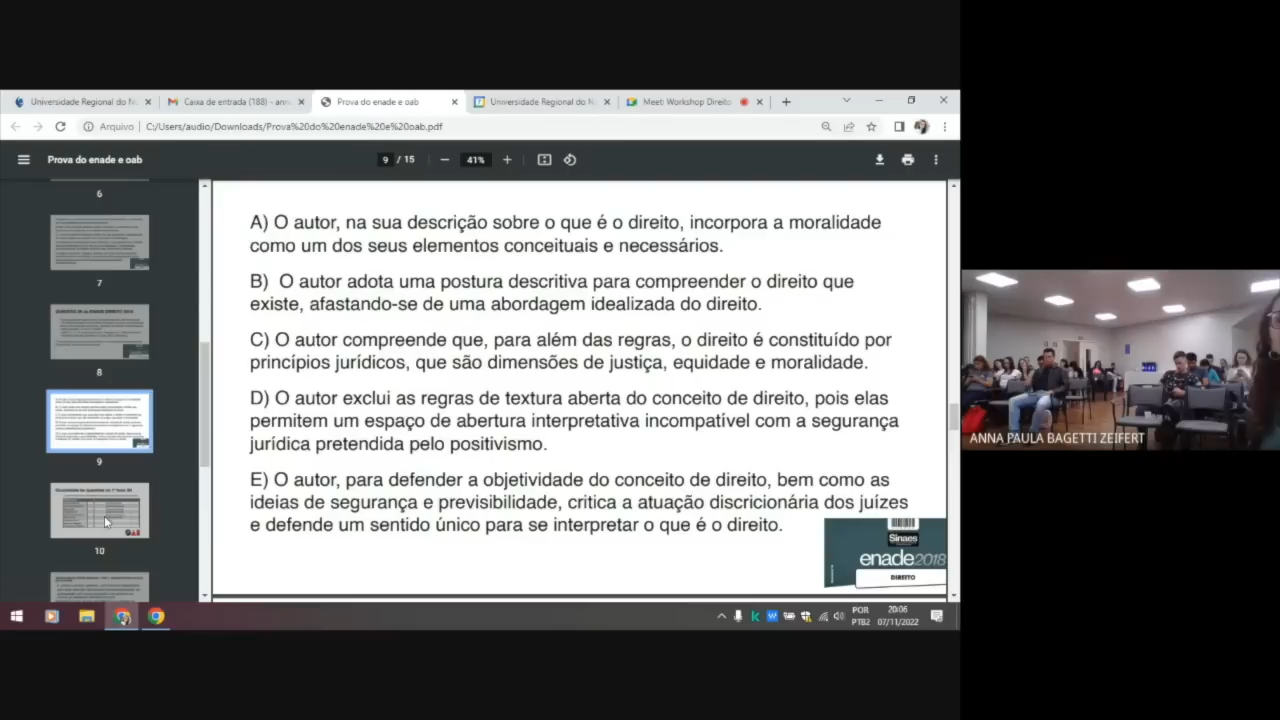 Universidade Regional do N
Caixa de entrada (188) - ann
Prova do enade e oab
Universidade Regional do N
Meet: Workshop Direito
Arquivo
C:/Users/audio/Downloads/Prova%20do%20enade%20e%20oab.pdf
Prova do enade e oab
9 / 15
41%
6
7
8
9
10
A) O autor, na sua descrição sobre o que é o direito, incorpora a moralidade
como um dos seus elementos conceituais e necessários.
B) O autor adota uma postura descritiva para compreender o direito que
existe, afastando-se de uma abordagem idealizada do direito.
C) O autor compreende que, para além das regras, o direito é constituído por
princípios jurídicos, que são dimensões de justiça, equidade e moralidade.
D) O autor exclui as regras de textura aberta do conceito de direito, pois elas
permitem um espaço de abertura interpretativa incompatível com a segurança
jurídica pretendida pelo positivismo.
E) O autor, para defender a objetividade do conceito de direito, bem como as
ideias de segurança e previsibilidade, critica a atuação discricionária dos juízes
e defende um sentido único para se interpretar o que é o direito.
Sinaes
enade2018
DIREITO
POR
PTB2
20:06
07/11/2022
ANNA PAULA BAGETTI ZEIFERT